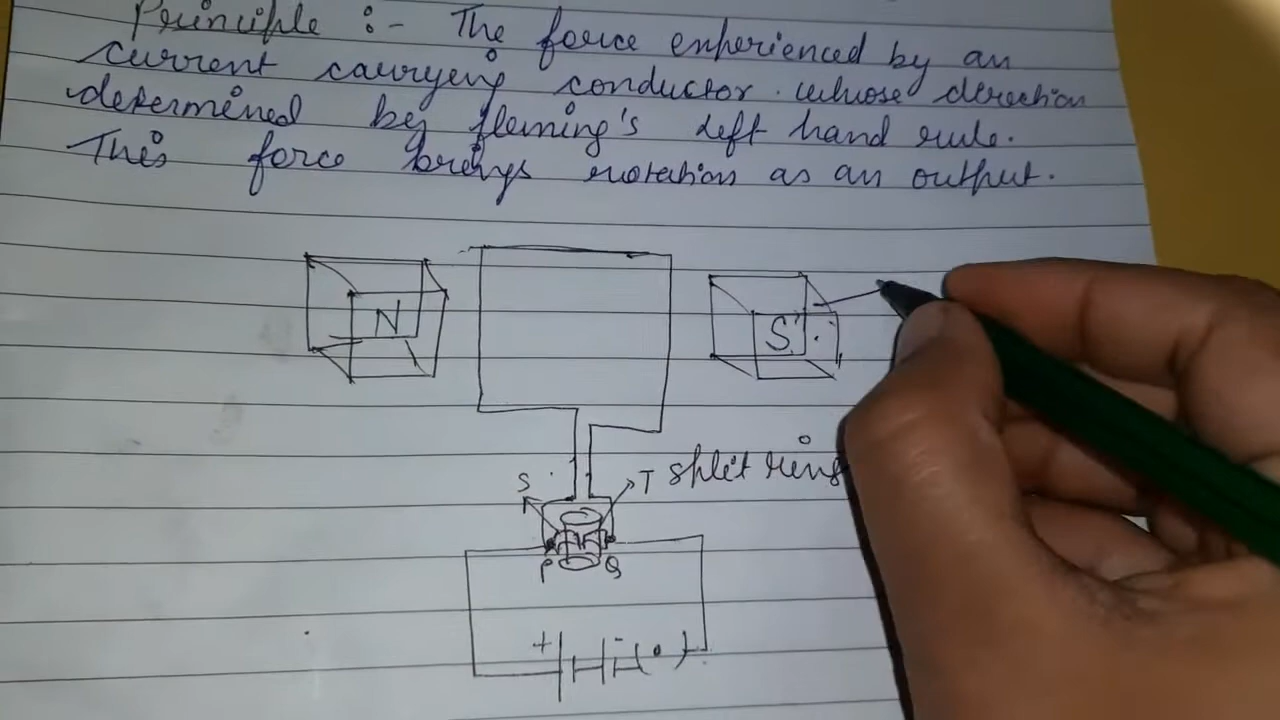 Principle :- The force experienced by an
current carrying conductor. whose direction
determined by fleming's left hand rule.
This force brings rotation as an output.
N
S
S
T split ring
P Q
+ -